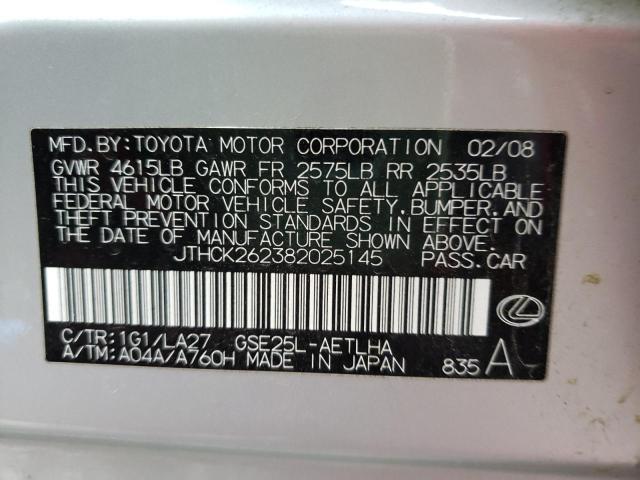 MFD.BY:TOYOTA MOTOR CORPORATION 02/08
GVWR 4615LB GAWR FR 2575LB RR 2535LB
THIS VEHICLE CONFORMS TO ALL APPLICABLE
FEDERAL MOTOR VEHICLE SAFETY,BUMPER,AND
THEFT PREVENTION STANDARDS IN EFFECT ON
THE DATE OF MANUFACTURE SHOWN ABOVE.
JTHCK262382025145 PASS.CAR
C/TR:1G1/LA27 GSE25L-AETLHA
A/TM:A04A/A760H MADE IN JAPAN 835 A